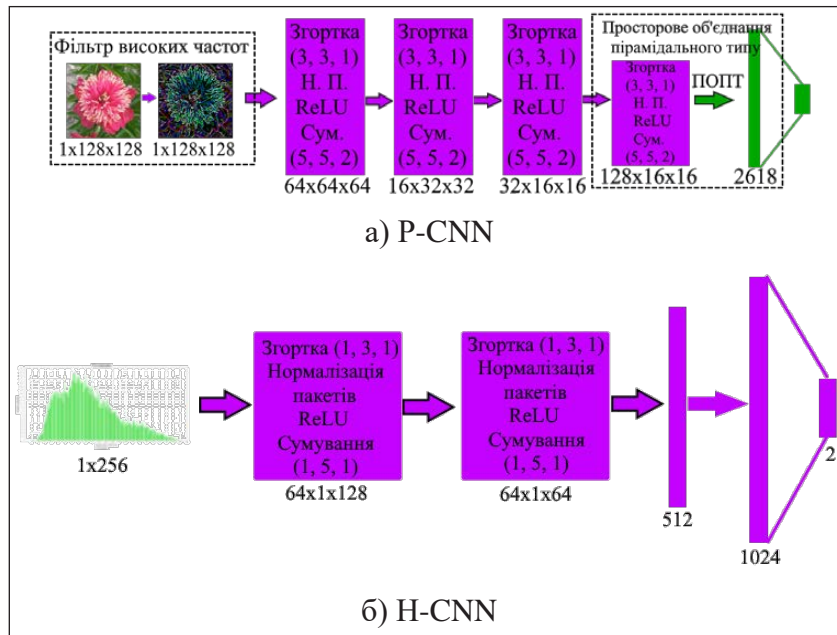 Фільтр високих частот
1x128x128
1x128x128
Згортка
(3, 3, 1)
Н. П.
ReLU
Сум.
(5, 5, 2)
64x64x64
Згортка
(3, 3, 1)
Н. П.
ReLU
Сум.
(5, 5, 2)
16x32x32
Згортка
(3, 3, 1)
Н. П.
ReLU
Сум.
(5, 5, 2)
32x16x16
Просторове об'єднання
пірамідального типу
Згортка
(3, 3, 1)
Н. П.
ReLU
Сум.
(5, 5, 2)
128x16x16
ПОПТ
2618
а) P-CNN
1x256
Згортка (1, 3, 1)
Нормалізація
пакетів
ReLU
Сумування
(1, 5, 1)
64x1x128
Згортка (1, 3, 1)
Нормалізація
пакетів
ReLU
Сумування
(1, 5, 1)
64x1x64
512
1024
2
б) H-CNN